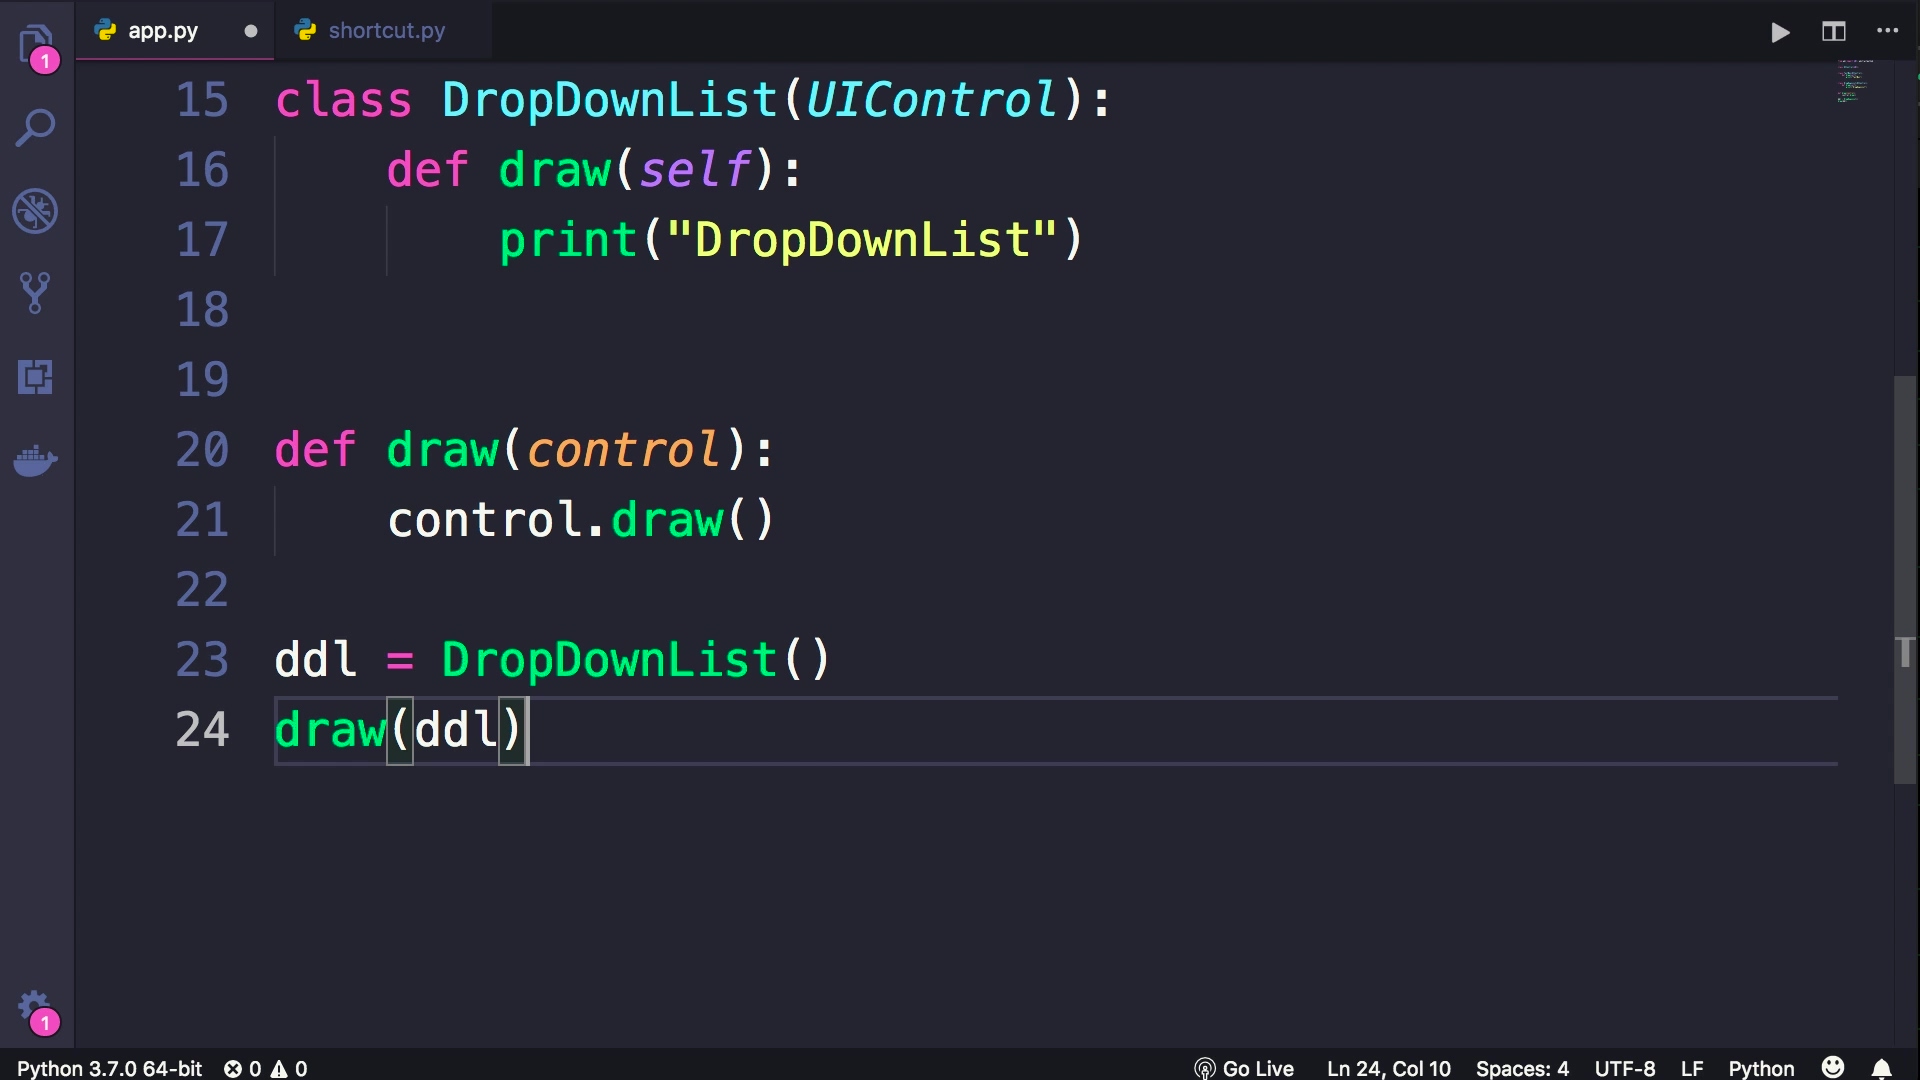 app.py shortcut.py
1
15 class DropDownList(UIControl):
16 def draw(self):
17 print("DropDownList")
18
19
20 def draw(control):
21 control.draw()
22
23 ddl = DropDownList()
24 draw(ddl)
1
Python 3.7.0 64-bit 0 0 Go Live Ln 24, Col 10 Spaces: 4 UTF-8 LF Python